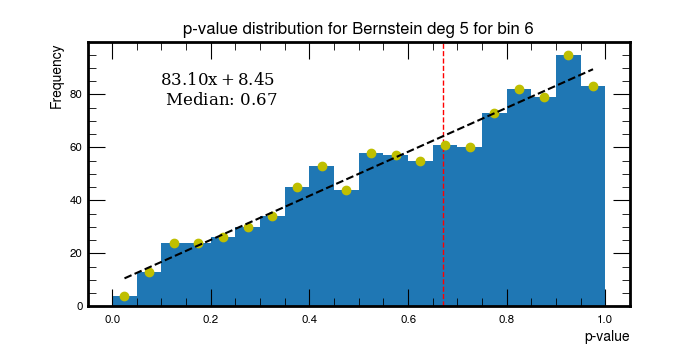 p-value distribution for Bernstein deg 5 for bin 6
Frequency
83.10x + 8.45
Median: 0.67
80
60
40
20
0
0.0 0.2 0.4 0.6 0.8 1.0
p-value